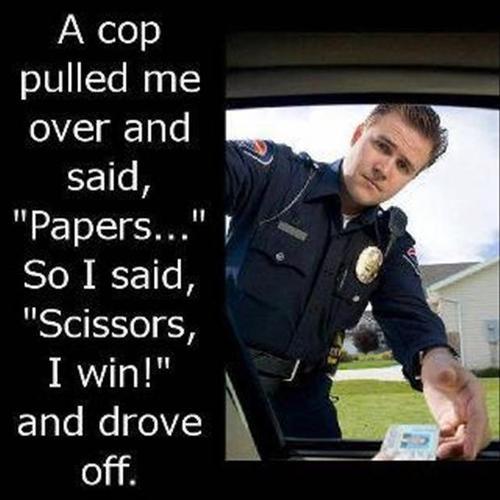 A cop
pulled me
over and
said,
"Papers..."
So I said,
"Scissors,
I win!"
and drove
off.